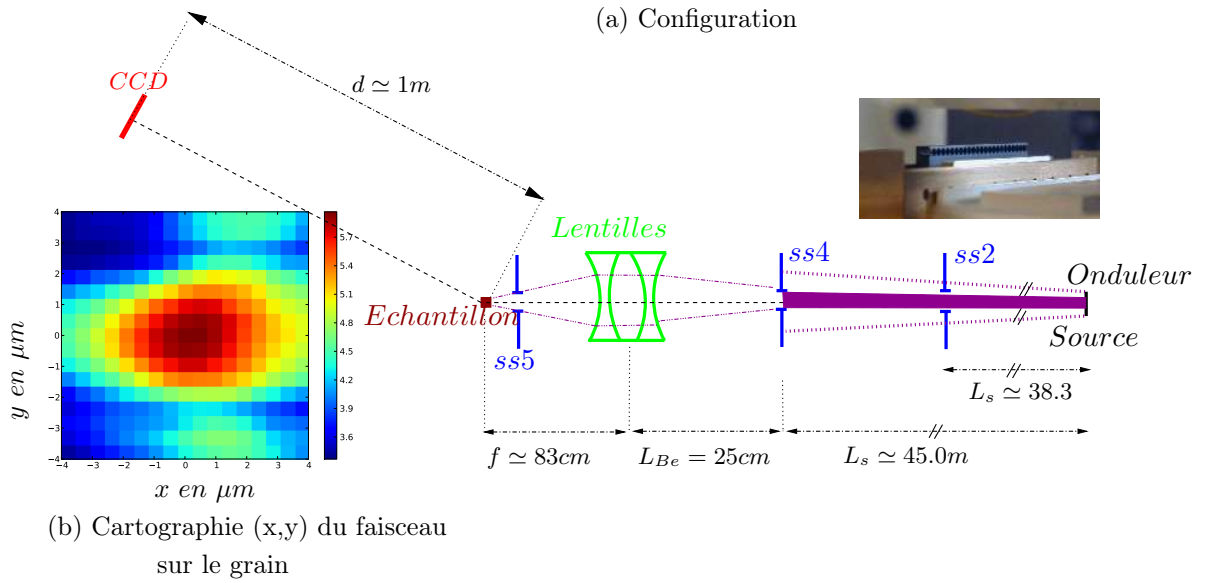 (a) Configuration
CCD
d ≃ 1m
Lentilles
ss4
ss2
Onduleur
Echantillon
ss5
Source
L_s ≃ 38.3
f ≃ 83cm
L_{Be} = 25cm
L_s ≃ 45.0m
4
3
2
1
0
−1
−2
−3
−4
−4 −3 −2 −1 0 1 2 3 4
5.7
5.4
5.1
4.8
4.5
4.2
3.9
3.6
y en μm
x en μm
(b) Cartographie (x,y) du faisceau
sur le grain